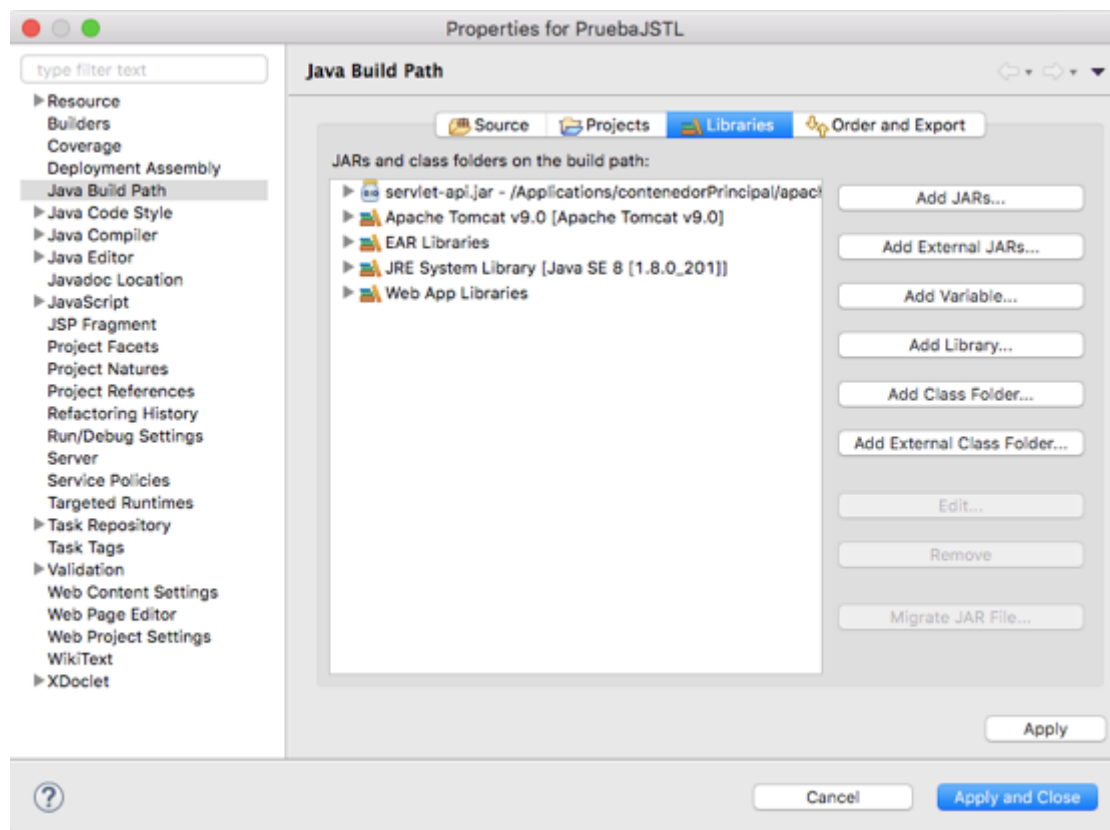 Properties for PruebaJSTL
type filter text
Resource
Builders
Coverage
Deployment Assembly
Java Build Path
Java Code Style
Java Compiler
Java Editor
Javadoc Location
JavaScript
JSP Fragment
Project Facets
Project Natures
Project References
Refactoring History
Run/Debug Settings
Server
Service Policies
Targeted Runtimes
Task Repository
Task Tags
Validation
Web Content Settings
Web Page Editor
Web Project Settings
WikiText
XDoclet
Java Build Path
Source Projects Libraries Order and Export
JARs and class folders on the build path:
servlet-api.jar - /Applications/contenedorPrincipal/apach
Apache Tomcat v9.0 [Apache Tomcat v9.0]
EAR Libraries
JRE System Library [Java SE 8 [1.8.0_201]]
Web App Libraries
Add JARs...
Add External JARs...
Add Variable...
Add Library...
Add Class Folder...
Add External Class Folder...
Edit...
Remove
Migrate JAR File...
Apply
?
Cancel
Apply and Close